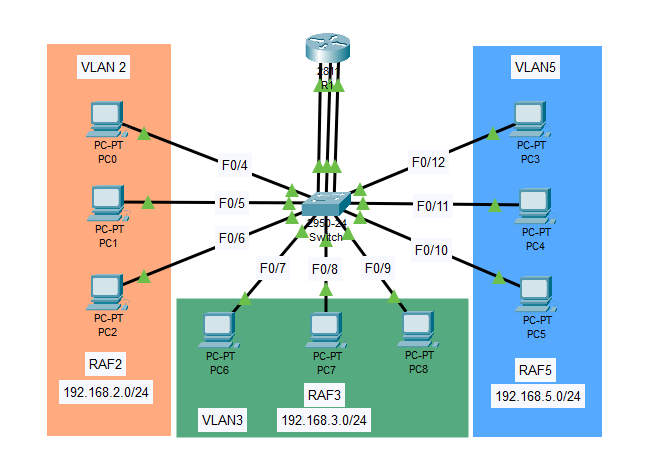 2811
R1
VLAN 2
VLAN5
PC-PT
PC0
F0/4
F0/12
PC-PT
PC3
PC-PT
PC1
F0/5
F0/11
2950-24
Switch
PC-PT
PC4
F0/6
F0/10
PC-PT
PC2
F0/7
F0/8
F0/9
PC-PT
PC5
PC-PT
PC6
PC-PT
PC7
PC-PT
PC8
RAF2
192.168.2.0/24
RAF3
192.168.3.0/24
VLAN3
RAF5
192.168.5.0/24